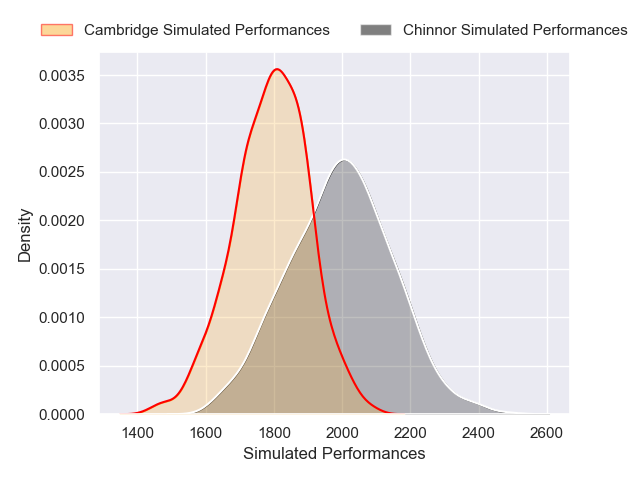 Cambridge Simulated Performances
Chinnor Simulated Performances
0.0035
0.0030
0.0025
0.0020
0.0015
0.0010
0.0005
0.0000
Density
1400 1600 1800 2000 2200 2400 2600
Simulated Performances